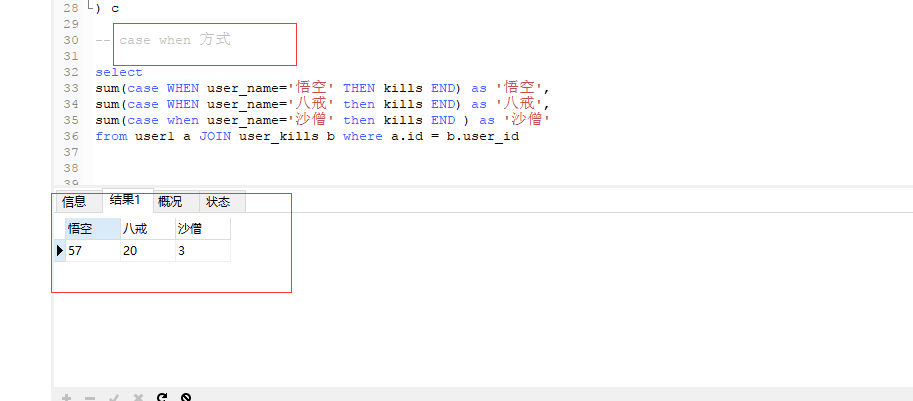 28 ) c
29
30 -- case when 方式
31
32 select
33 sum(case WHEN user_name='悟空' THEN kills END) as '悟空',
34 sum(case WHEN user_name='八戒' then kills END) as '八戒',
35 sum(case when user_name='沙僧' then kills END ) as '沙僧'
36 from user1 a JOIN user_kills b where a.id = b.user_id
37
38
39
信息 结果1 概况 状态
悟空 八戒 沙僧
57 20 3